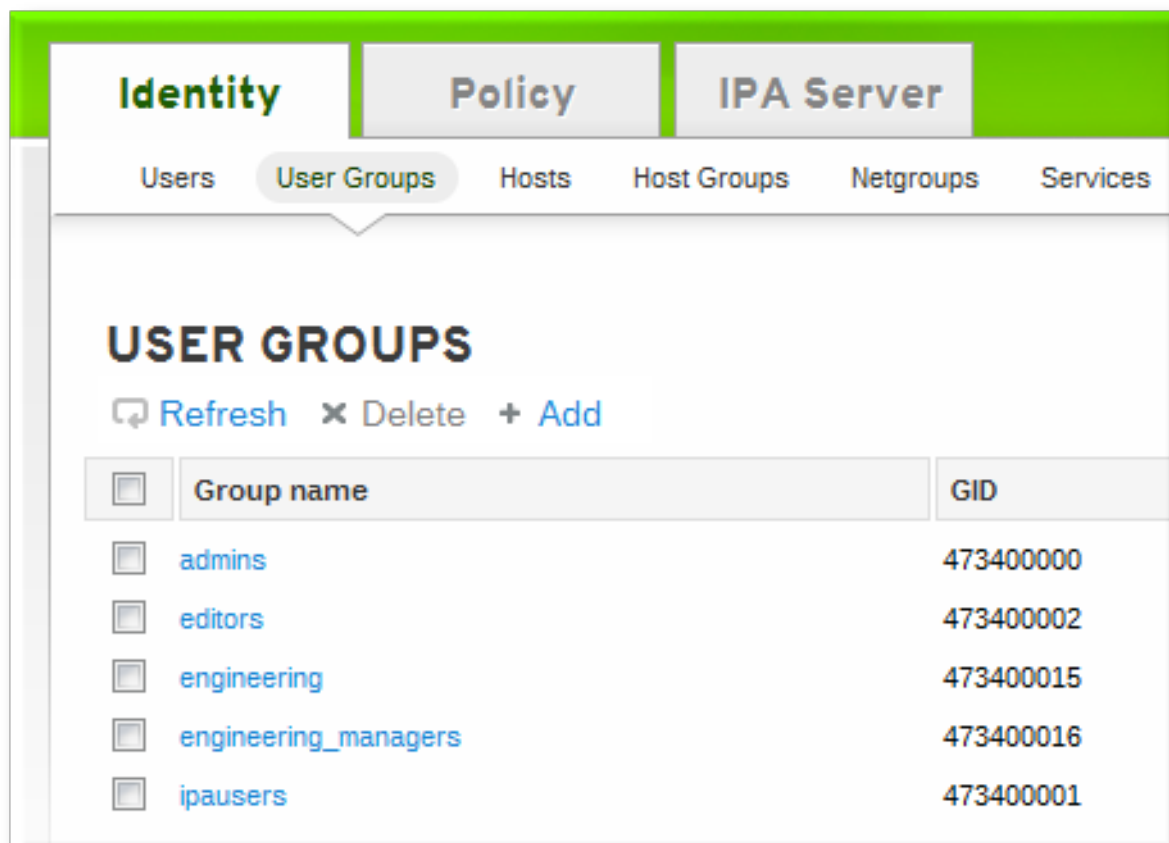 Identity Policy IPA Server
Users User Groups Hosts Host Groups Netgroups Services
USER GROUPS
Refresh Delete + Add
Group name GID
admins 473400000
editors 473400002
engineering 473400015
engineering_managers 473400016
ipausers 473400001